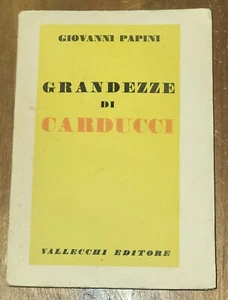 GIOVANNI PAPINI
GRANDEZZE
DI
CARDUCCI
VALLECCHI EDITORE